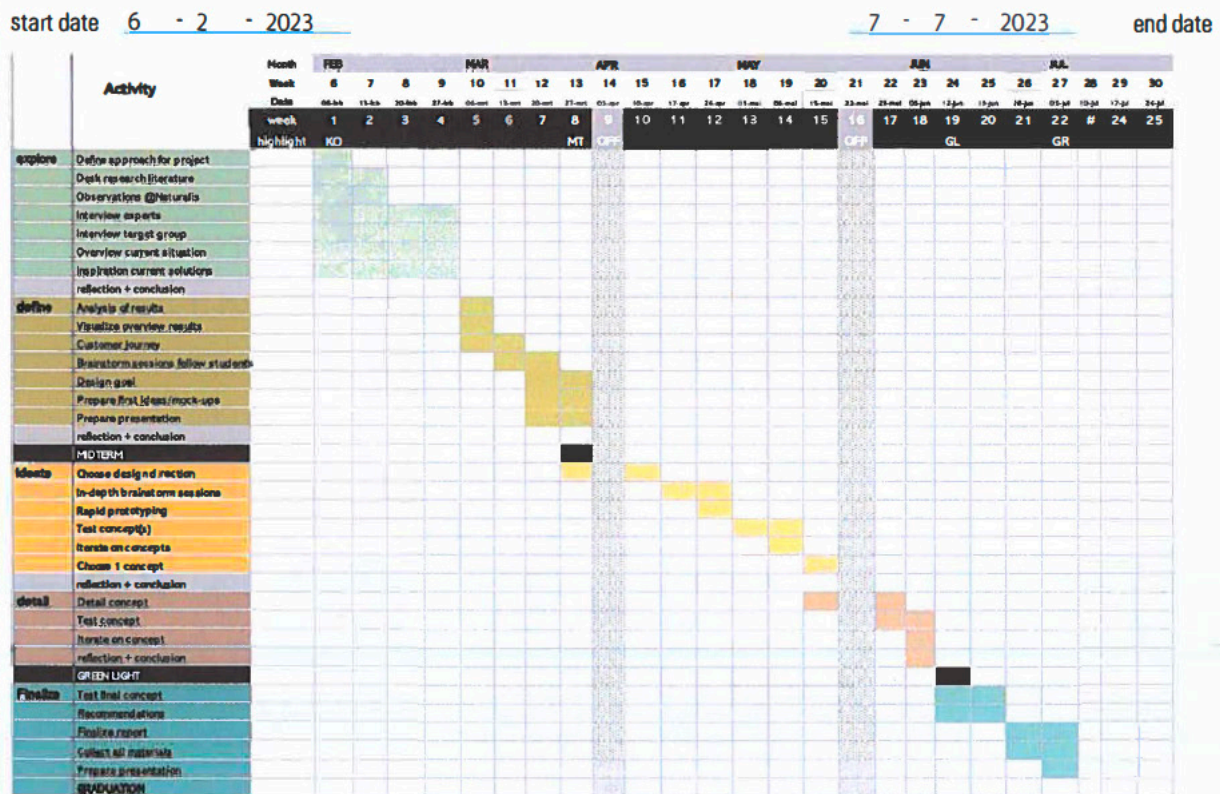 start date 6 - 2 - 2023 7 - 7 - 2023 end date
Month FEB MAR APR MAY JUN JUL
Activity
Week 6 7 8 9 10 11 12 13 14 15 16 17 18 19 20 21 22 23 24 25 26 27 28 29 30
Date
week 1 2 3 4 5 6 7 8 9 10 11 12 13 14 15 16 17 18 19 20 21 22 # 24 25
highlight KO MT OFF OFF GL GR
explore Define approach for project
Desk research literature
Observations @Naturalis
Interview experts
Interview target group
Overview current situation
Inspiration current solutions
reflection + conclusion
define Analysis of results
Visualize overview results
Customer journey
Brainstorm sessions fellow students
Design goal
Prepare first ideas/mock-ups
Prepare presentation
reflection + conclusion
MIDTERM
ideate Choose design direction
In-depth brainstorm sessions
Rapid prototyping
Test concept(s)
Iterate on concepts
Choose 1 concept
reflection + conclusion
detail Detail concept
Test concept
Iterate on concept
reflection + conclusion
GREEN LIGHT
Finalize Test final concept
Recommendations
Finalize report
Collect all materials
Prepare presentation
GRADUATION